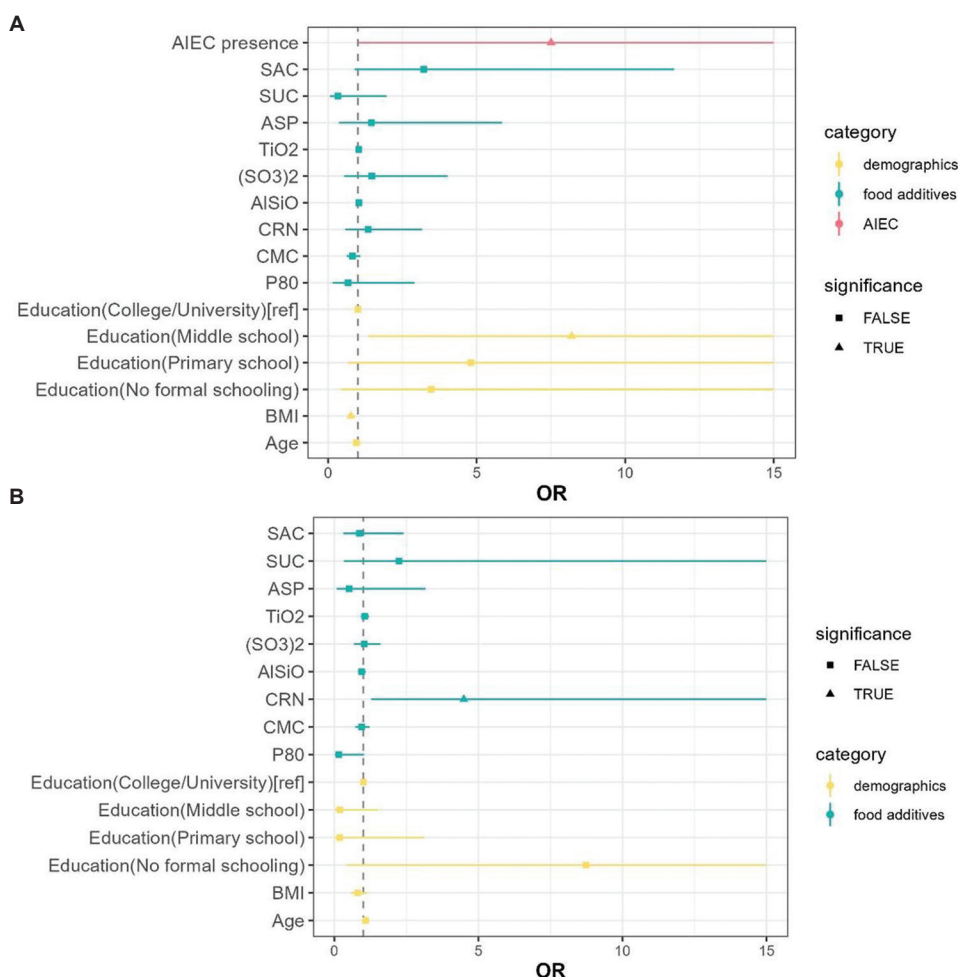 A
AIEC presence
SAC
SUC
ASP
TiO2
(SO3)2
AlSiO
CRN
CMC
P80
Education(College/University)[ref]
Education(Middle school)
Education(Primary school)
Education(No formal schooling)
BMI
Age
0 5 10 15
OR
category
demographics
food additives
AIEC
significance
FALSE
TRUE
B
SAC
SUC
ASP
TiO2
(SO3)2
AlSiO
CRN
CMC
P80
Education(College/University)[ref]
Education(Middle school)
Education(Primary school)
Education(No formal schooling)
BMI
Age
0 5 10 15
OR
significance
FALSE
TRUE
category
demographics
food additives